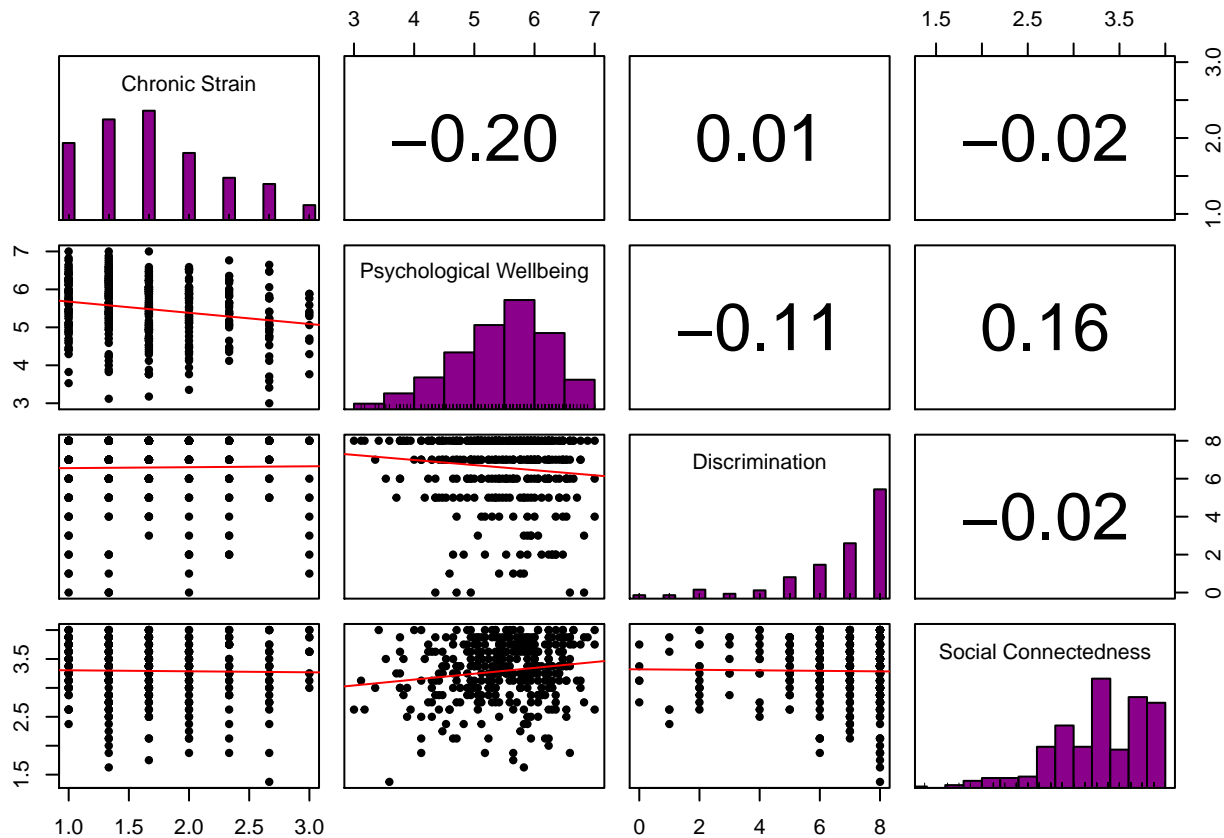 3 4 5 6 7
1.5 2.5 3.5
Chronic Strain
−0.20
0.01
−0.02
1.0 2.0 3.0
3 4 5 6 7
Psychological Wellbeing
−0.11
0.16
Discrimination
−0.02
0 2 4 6 8
1.5 2.5 3.5
Social Connectedness
1.0 1.5 2.0 2.5 3.0
0 2 4 6 8